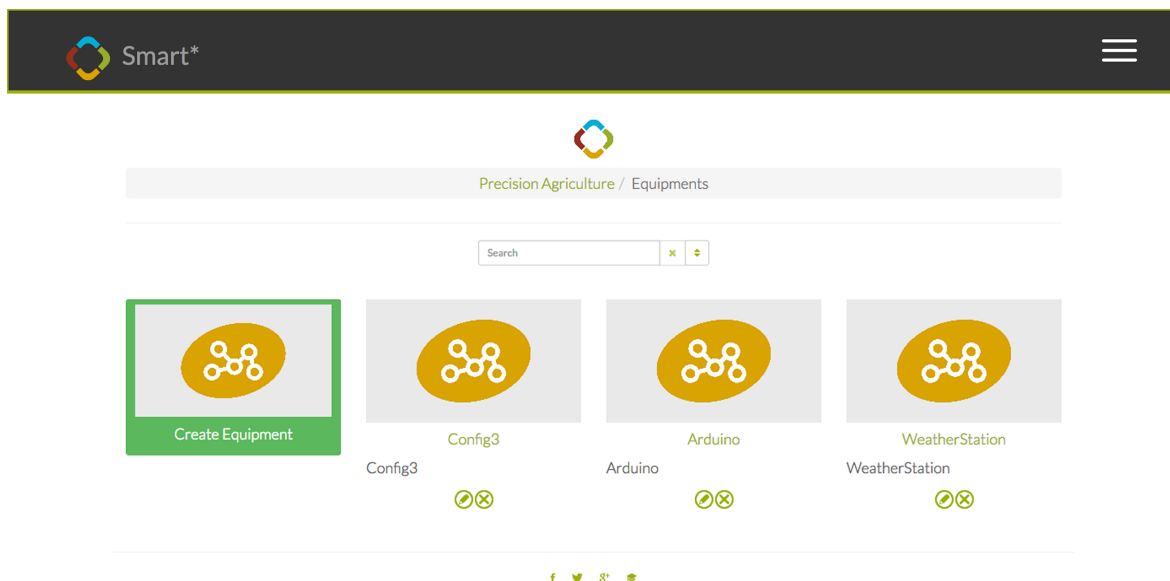 Smart*
Precision Agriculture / Equipments
Search
Create Equipment
Config3
Arduino
WeatherStation
Config3
Arduino
WeatherStation